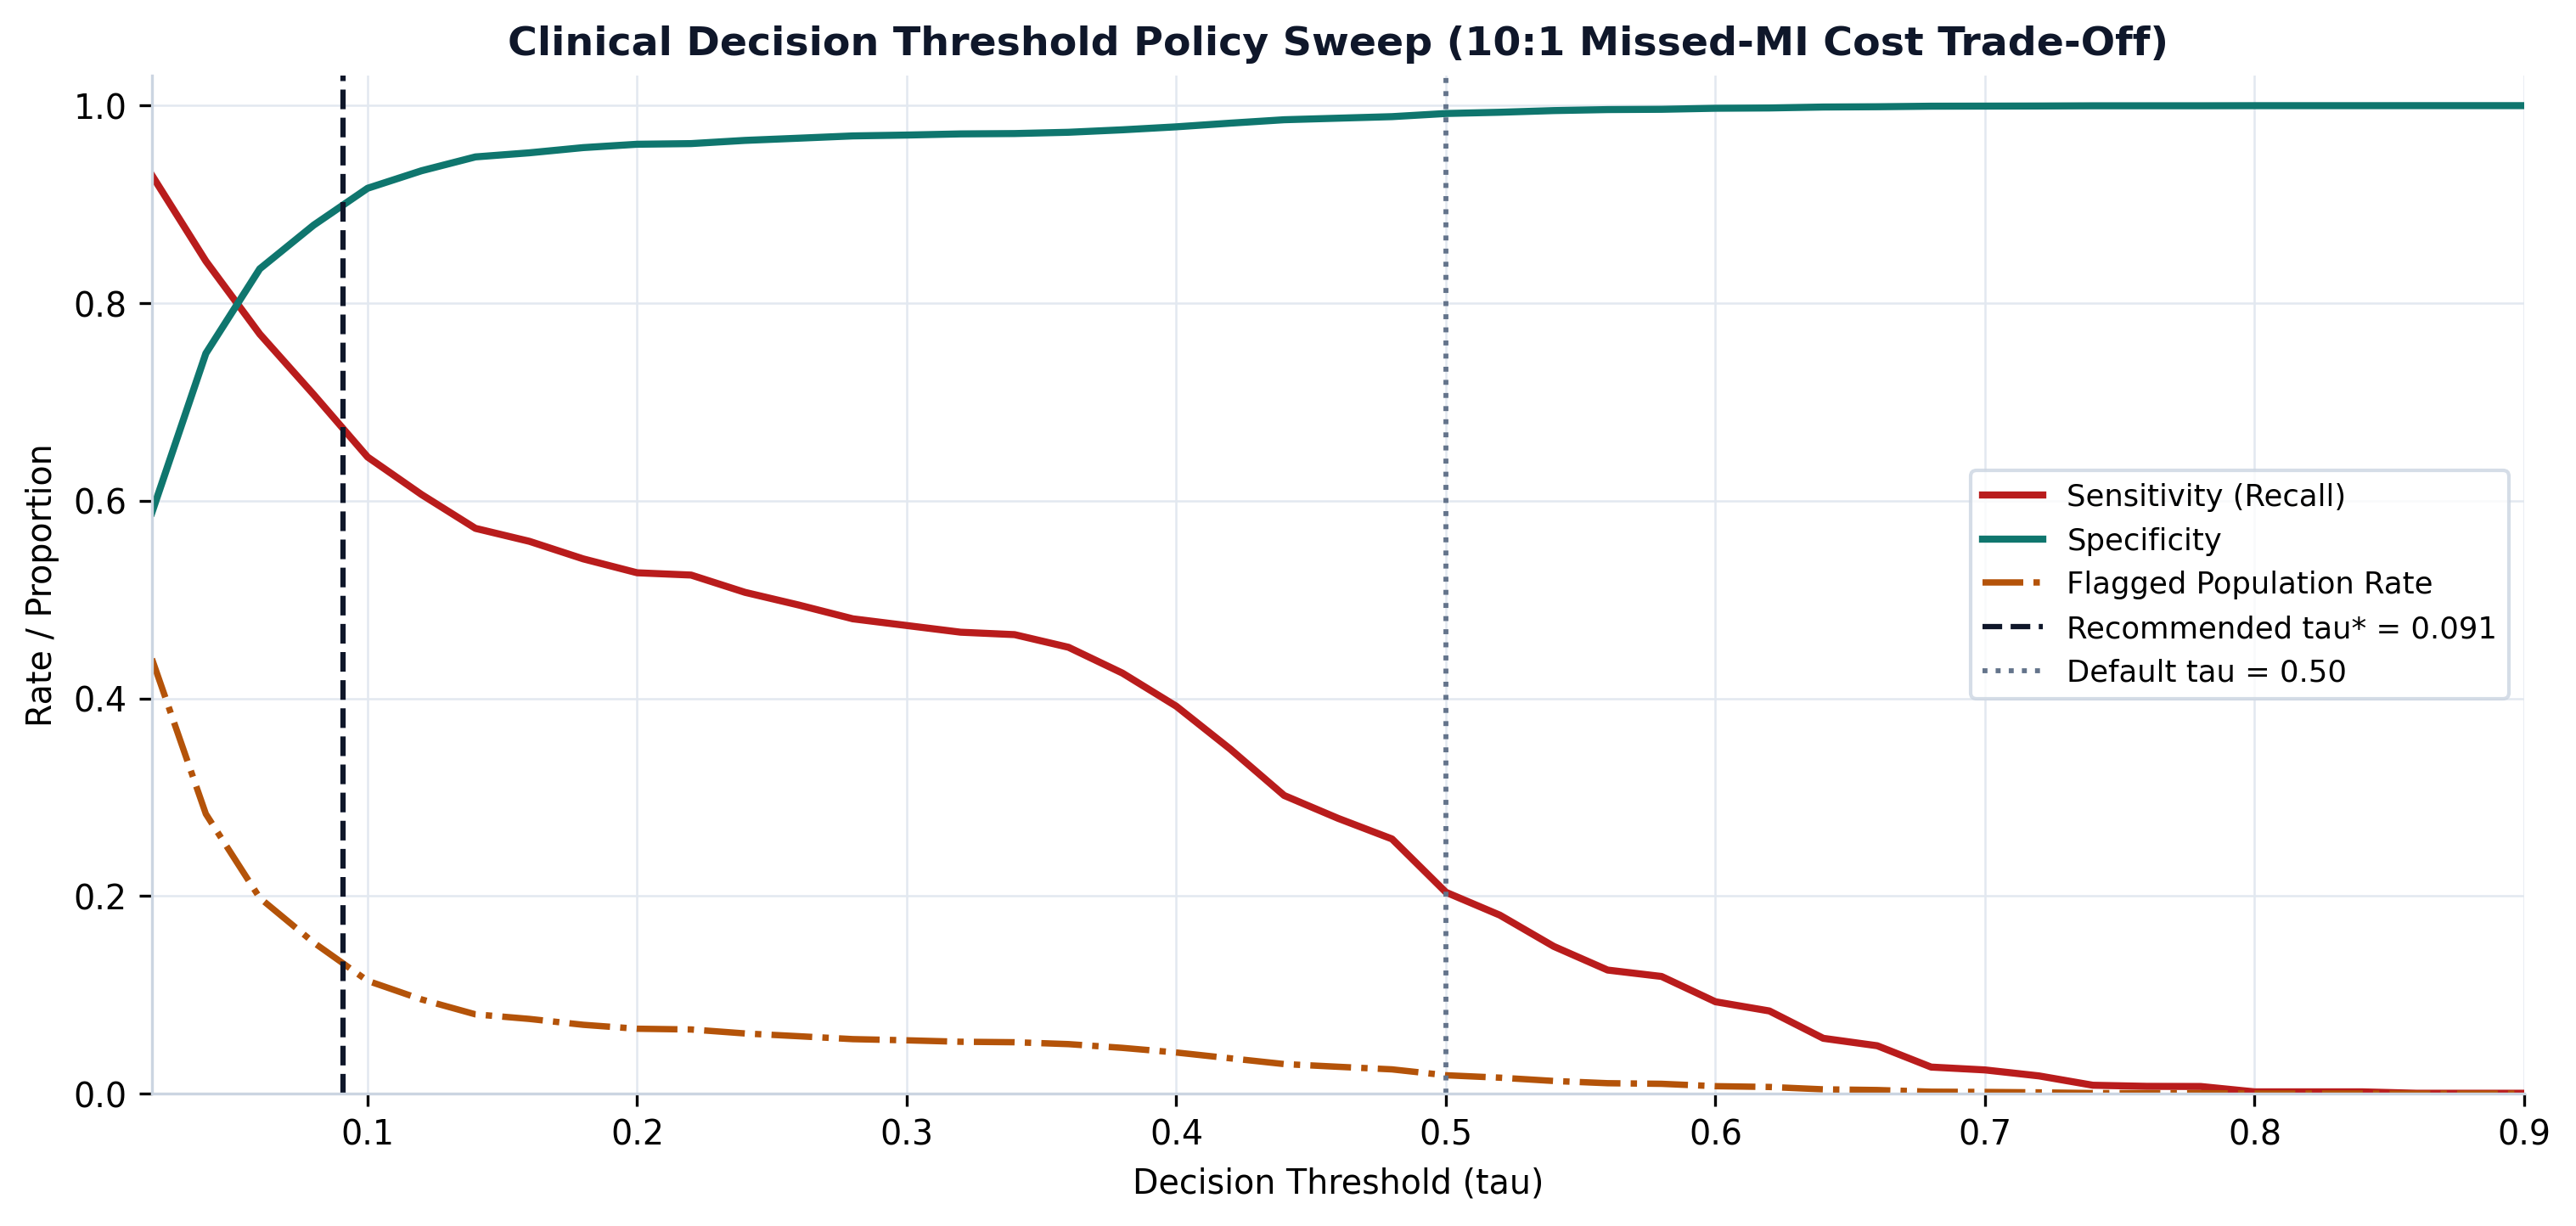 Clinical Decision Threshold Policy Sweep (10:1 Missed-MI Cost Trade-Off)
Rate / Proportion
1.0
0.8
0.6
0.4
0.2
0.0
Sensitivity (Recall)
Specificity
Flagged Population Rate
Recommended tau* = 0.091
Default tau = 0.50
0.1 0.2 0.3 0.4 0.5 0.6 0.7 0.8 0.9
Decision Threshold (tau)